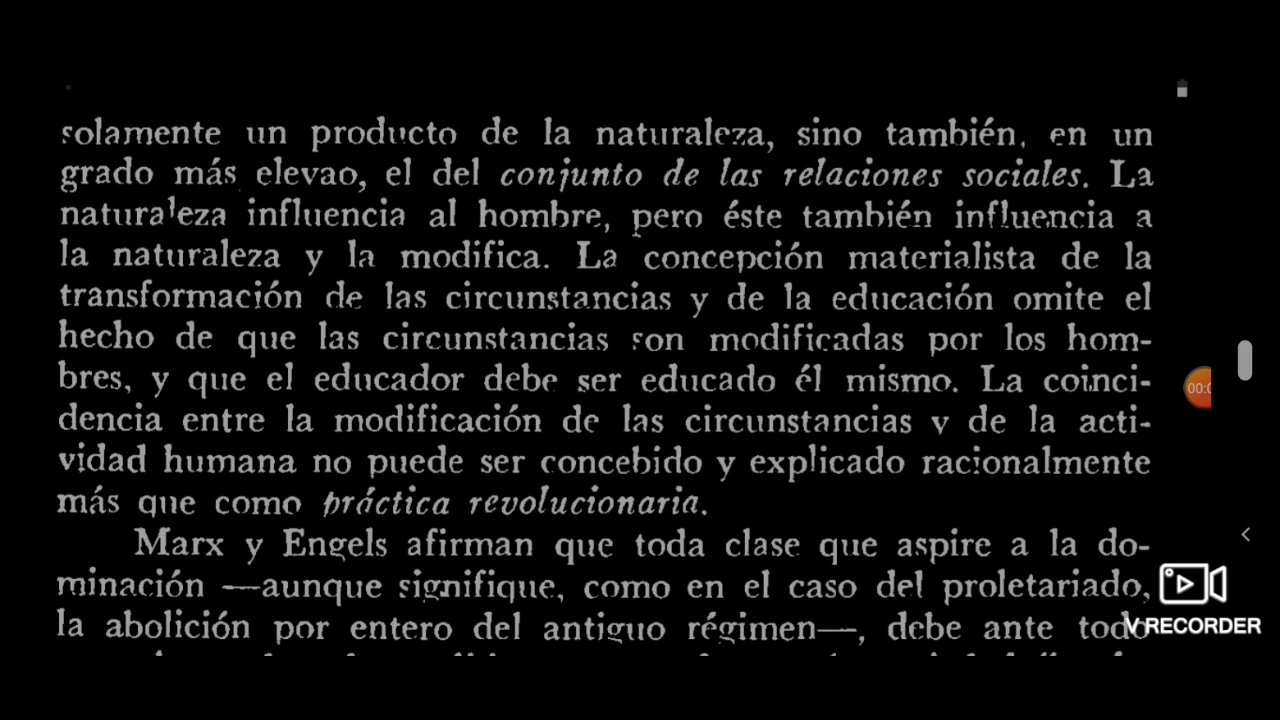 solamente un producto de la naturaleza, sino también, en un
grado más elevao, el del conjunto de las relaciones sociales. La
naturaleza influencia al hombre, pero éste también influencia a
la naturaleza y la modifica. La concepción materialista de la
transformación de las circunstancias y de la educación omite el
hecho de que las circunstancias son modificadas por los hom-
bres, y que el educador debe ser educado él mismo. La coinci-
dencia entre la modificación de las circunstancias y de la acti-
vidad humana no puede ser concebido y explicado racionalmente
más que como práctica revolucionaria.
Marx y Engels afirman que toda clase que aspire a la do-
minación —aunque signifique, como en el caso del proletariado,
la abolición por entero del antiguo régimen—, debe ante todo
00:0
V RECORDER